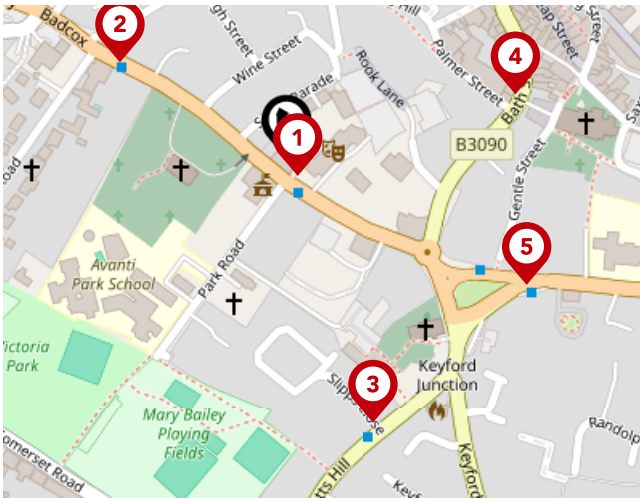 2
Badcox
Wine Street
Parade
Rook Lane
Palmer Street
4
Bath S
B3090
1
Gentle Street
5
Avanti
Park School
Park Road
Victoria
Park
Keyford
Junction
3
Mary Bailey
Playing
Fields
Somerset Road
Randolp
Keyford